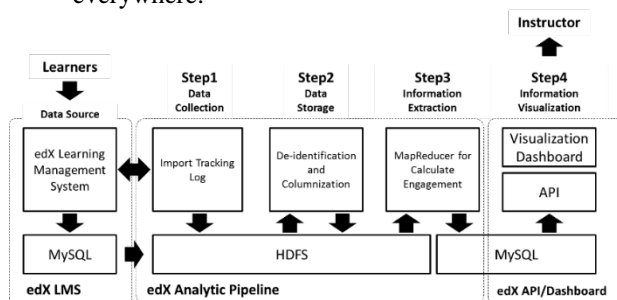 everywhere.
Instructor
Learners
Step1
Data
Collection
Step2
Data
Storage
Step3
Information
Extraction
Step4
Information
Visualization
Data Source
edX Learning
Management
System
Import Tracking
Log
De-identification
and
Columnization
MapReducer for
Calculate
Engagement
Visualization
Dashboard
API
MySQL
HDFS
MySQL
edX LMS
edX Analytic Pipeline
edX API/Dashboard